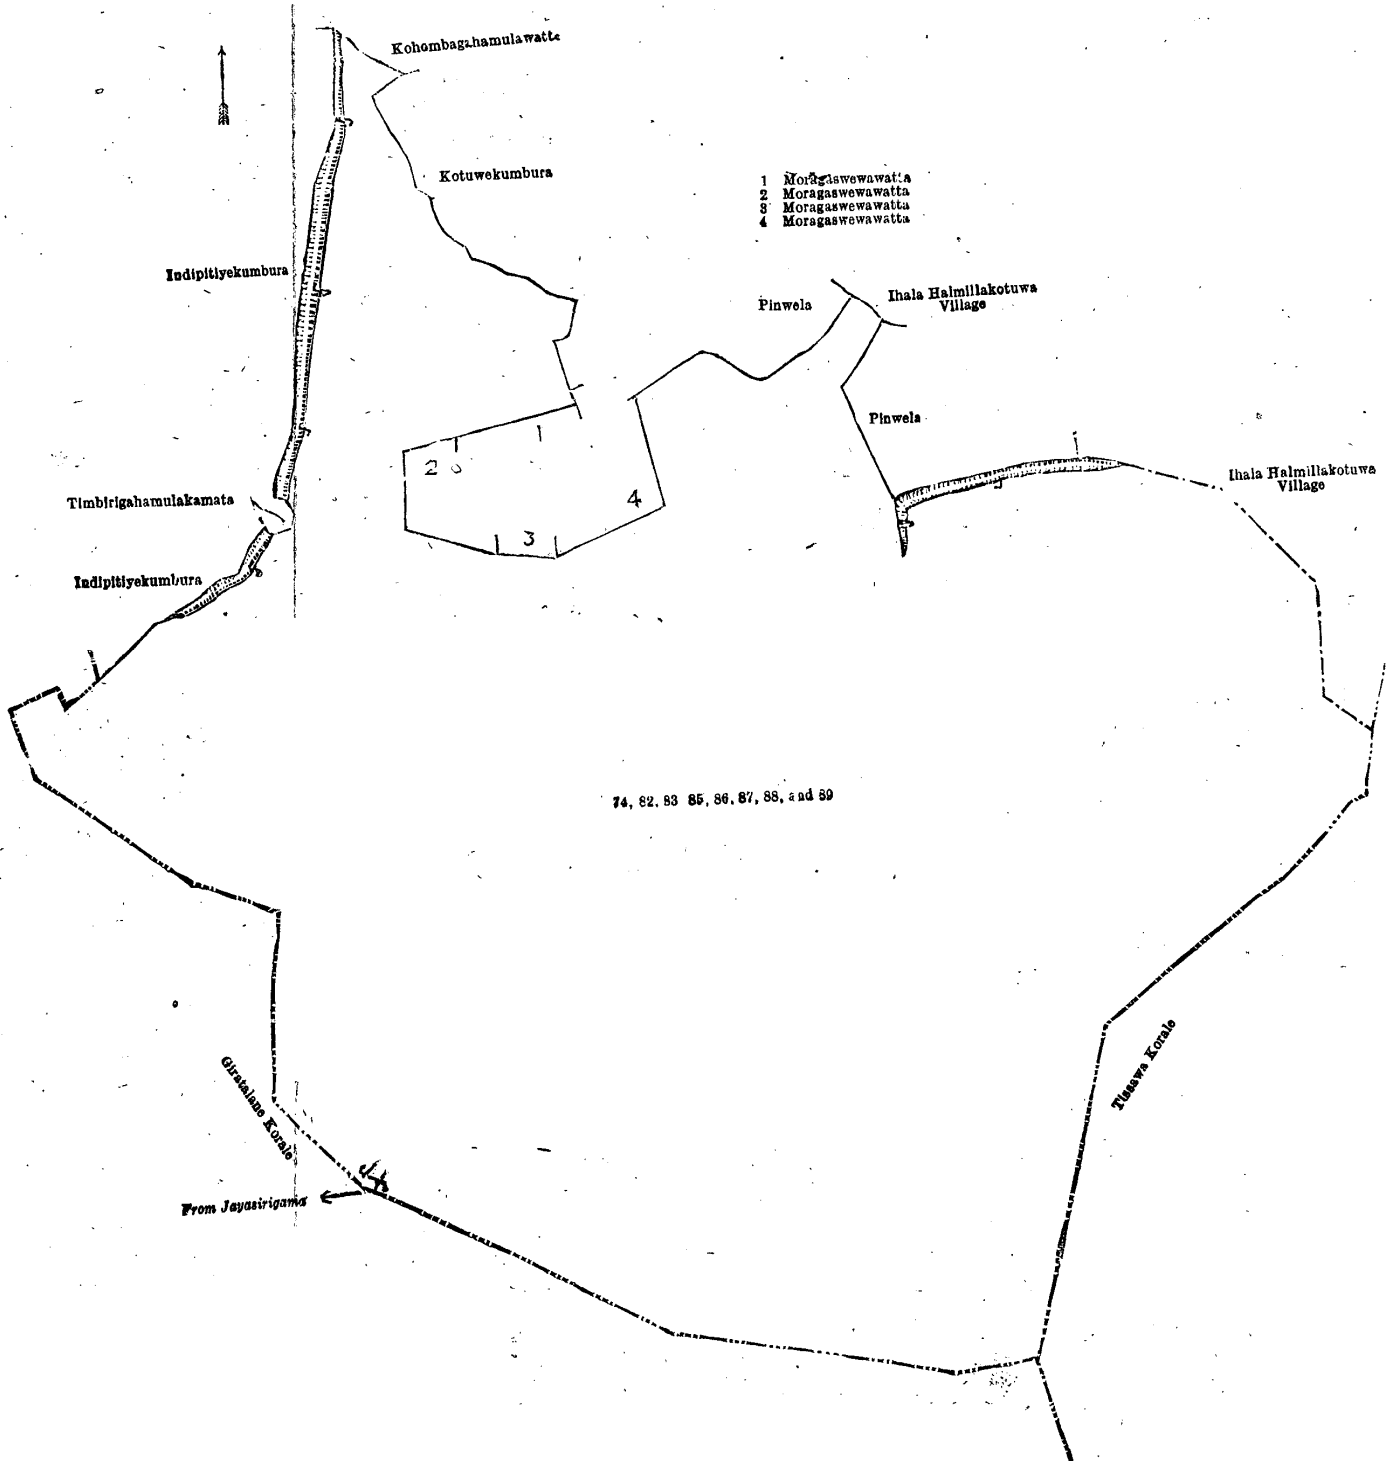 Kohombagahamulawatte
Kotuwekumbura
1 Moragaswewawatta
2 Moragaswewawatta
3 Moragaswewawatta
4 Moragaswewawatta
Indipitiyekumbura
Pinwela
Ihala Halmillakotuwa
Village
Pinwela
1
2
4
3
Ihala Halmillakotuwa
Village
Timbirigahamulakamata
Indipitiyekumbura
74, 82, 83 85, 86, 87, 88, and 89
Giratalane Korale
Tissawa Korale
From Jayasirigama